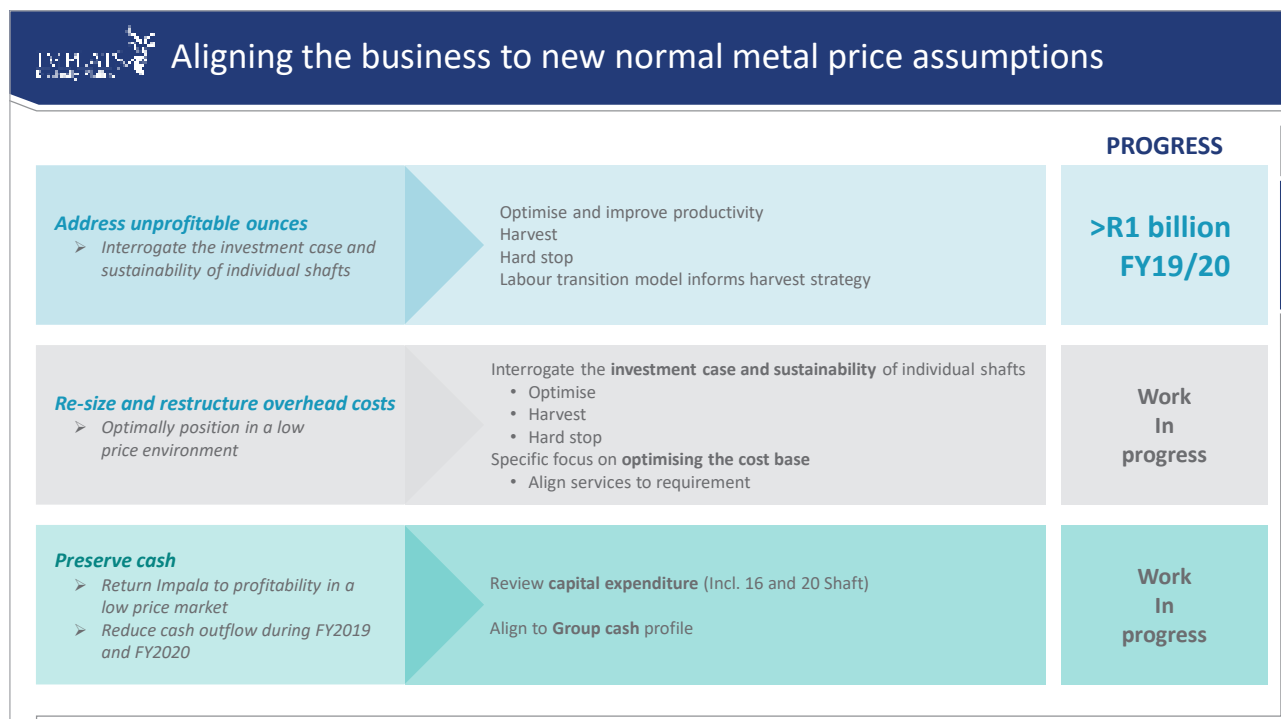 Aligning the business to new normal metal price assumptions
PROGRESS
Address unprofitable ounces
➢ Interrogate the investment case and
sustainability of individual shafts
Optimise and improve productivity
Harvest
Hard stop
Labour transition model informs harvest strategy
>R1 billion
FY19/20
Re-size and restructure overhead costs
➢ Optimally position in a low
price environment
Interrogate the investment case and sustainability of individual shafts
• Optimise
• Harvest
• Hard stop
Specific focus on optimising the cost base
• Align services to requirement
Work
In
progress
Preserve cash
➢ Return Impala to profitability in a
low price market
➢ Reduce cash outflow during FY2019
and FY2020
Review capital expenditure (Incl. 16 and 20 Shaft)
Align to Group cash profile
Work
In
progress